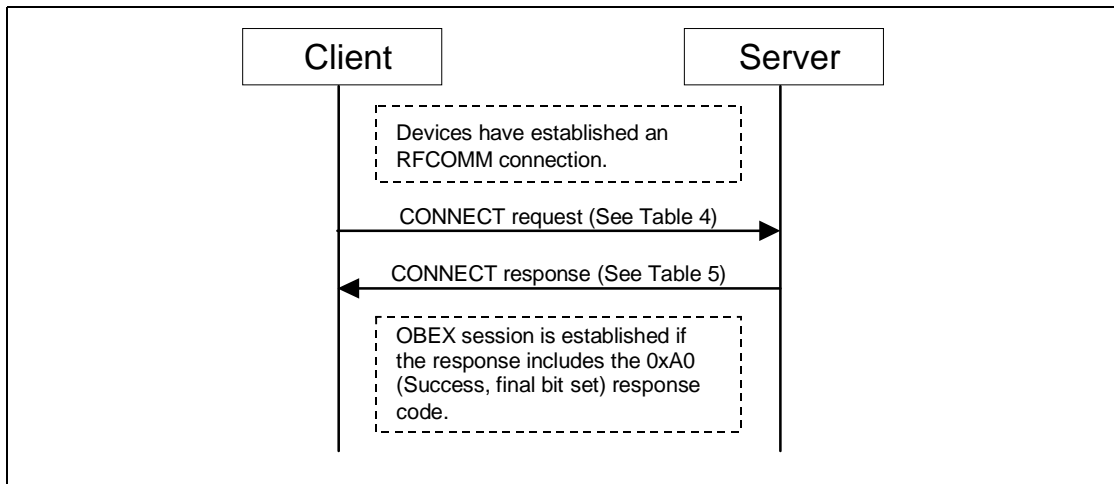 Client
Server
Devices have established an
RFCOMM connection.
CONNECT request (See Table 4)
CONNECT response (See Table 5)
OBEX session is established if
the response includes the 0xA0
(Success, final bit set) response
code.